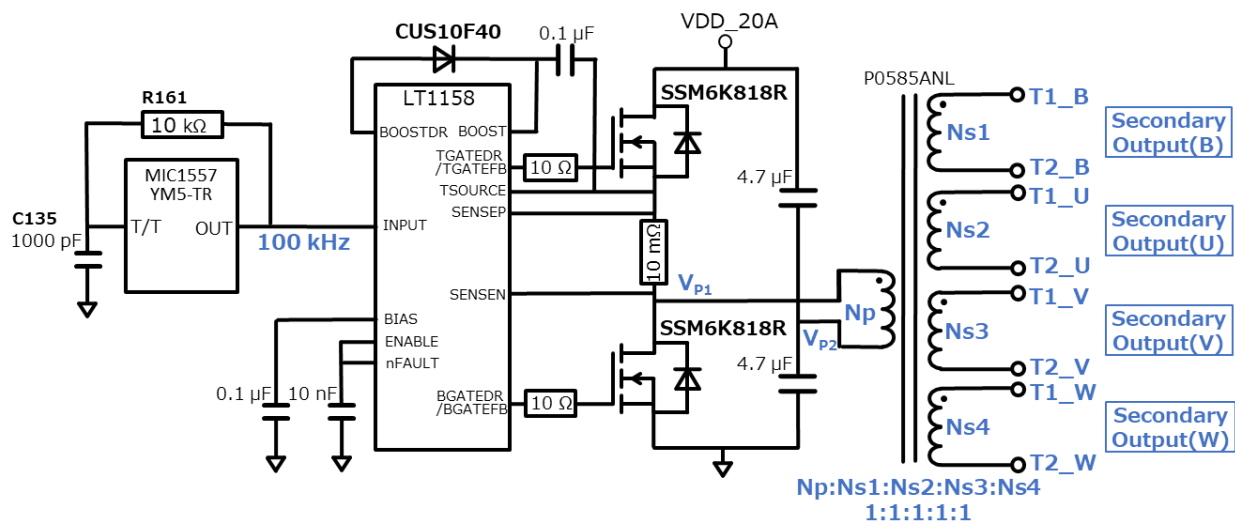 CUS10F40
0.1 µF
VDD_20A
R161
10 kΩ
MIC1557
YM5-TR
T/T
OUT
C135
1000 pF
100 kHz
LT1158
BOOSTDR
BOOST
TGATEDR
/TGATEFB
TSOURCE
SENSEP
INPUT
SENSEN
BIAS
ENABLE
nFAULT
BGATEDR
/BGATEFB
0.1 µF
10 nF
10 Ω
10 Ω
SSM6K818R
10 mΩ
SSM6K818R
4.7 µF
4.7 µF
VP1
VP2
P0585ANL
Np
Ns1
Ns2
Ns3
Ns4
T1_B
T2_B
T1_U
T2_U
T1_V
T2_V
T1_W
T2_W
Secondary
Output(B)
Secondary
Output(U)
Secondary
Output(V)
Secondary
Output(W)
Np:Ns1:Ns2:Ns3:Ns4
1:1:1:1:1